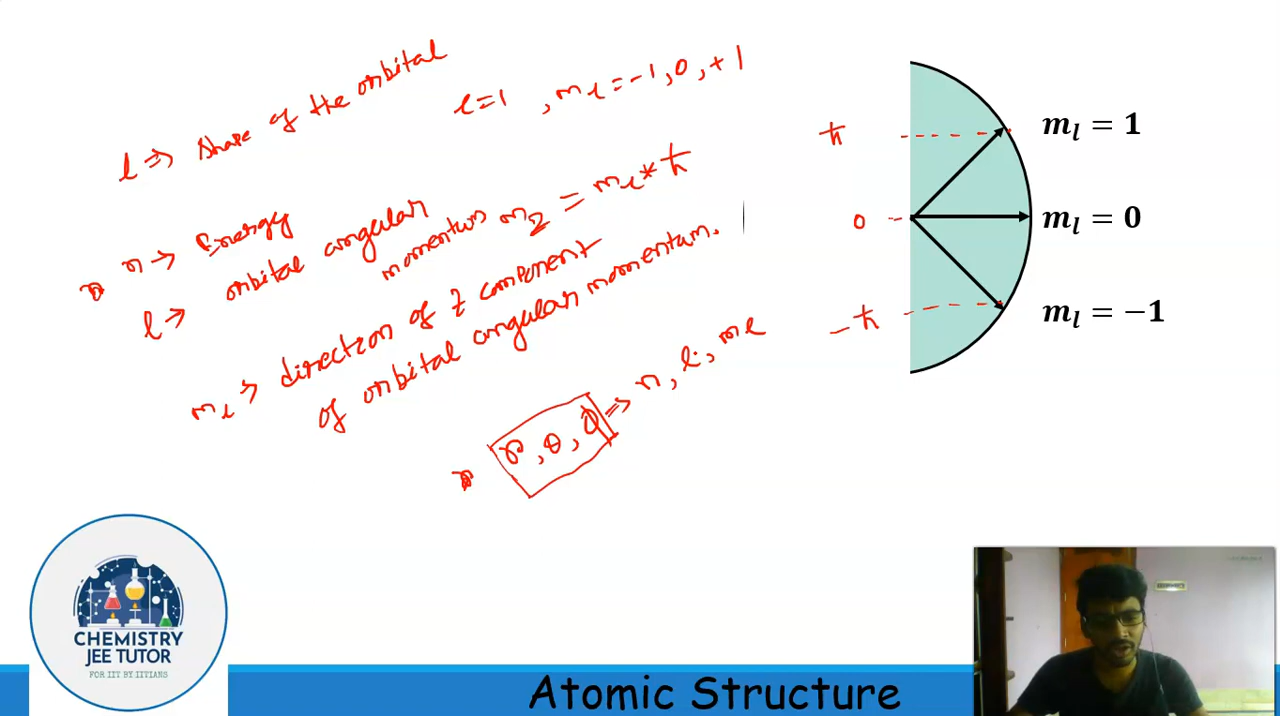 l ⇒ Shape of the orbital
l=1 , ml = -1, 0, +1
n → Energy
l → orbital angular
momentum mz = ml * ħ
ml → direction of z component
of orbital angular momentum.
r, θ, ϕ ⇒ n, l, ml
ħ
0
-ħ
ml = 1
ml = 0
ml = −1
CHEMISTRY
JEE TUTOR
FOR IIT BY IITIANS
Atomic Structure